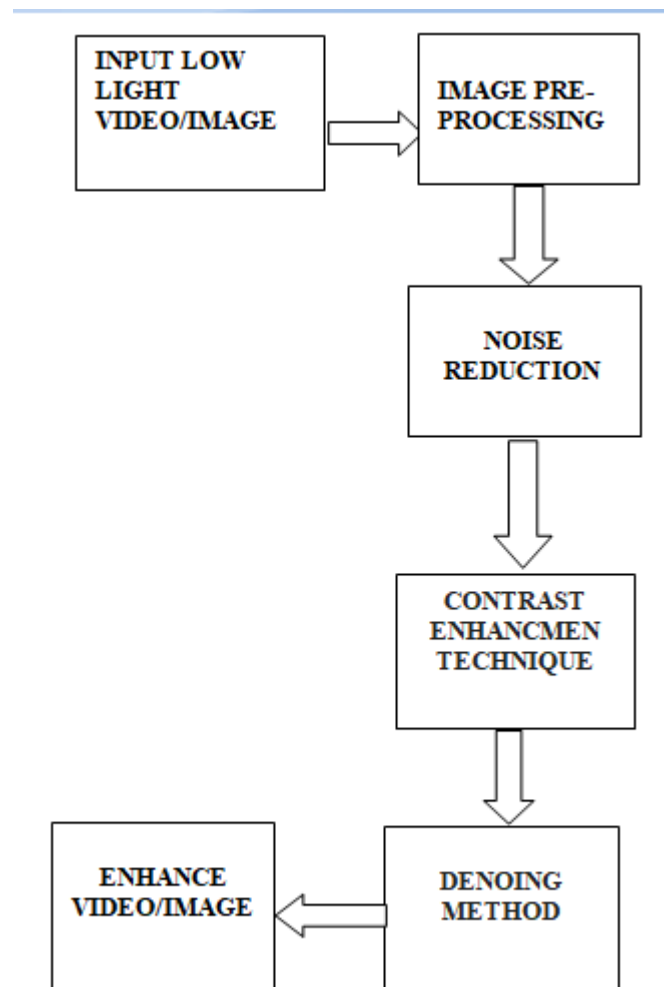 INPUT LOW
LIGHT
VIDEO/IMAGE
IMAGE PRE-
PROCESSING
NOISE
REDUCTION
CONTRAST
ENHANCMEN
TECHNIQUE
DENOING
METHOD
ENHANCE
VIDEO/IMAGE